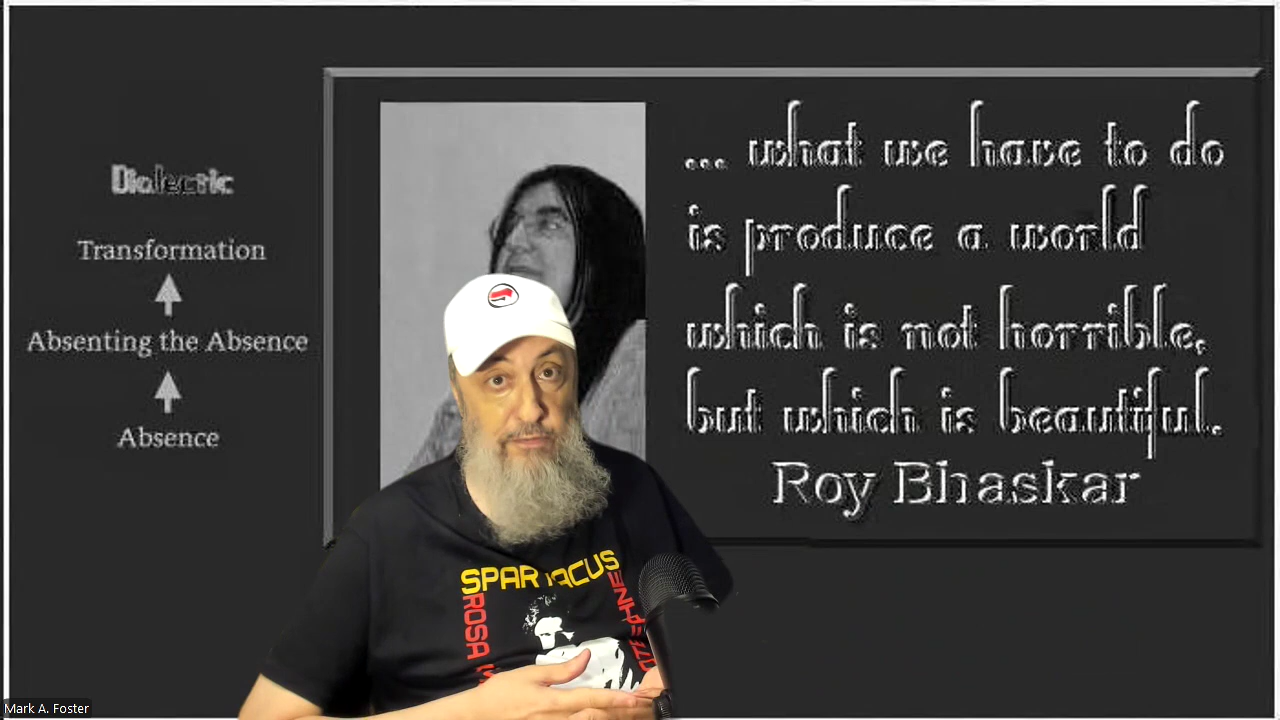 Dialectic
Transformation
Absenting the Absence
Absence
... what we have to do
is produce a world
which is not horrible,
but which is beautiful.
Roy Bhaskar
SPARTACUS
ROSA
Mark A. Foster